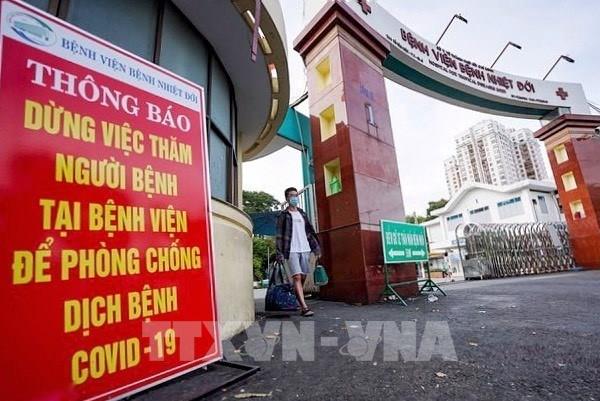 BỆNH VIỆN BỆNH NHIỆT ĐỚI
THÔNG BÁO
DỪNG VIỆC THĂM
NGƯỜI BỆNH
TẠI BỆNH VIỆN
ĐỂ PHÒNG CHỐNG
DỊCH BỆNH
COVID -19
BỆNH VIỆN BỆNH NHIỆT ĐỚI
TTXVN - VNA